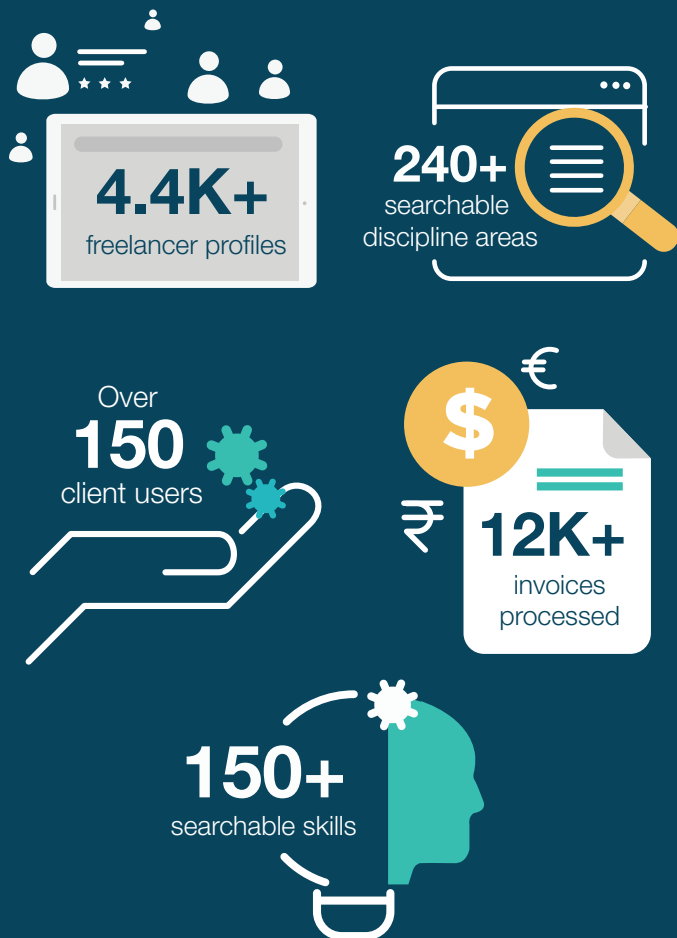 4.4K+
freelancer profiles
240+
searchable
discipline areas
Over
150
client users
€
$
₹
12K+
invoices
processed
150+
searchable skills